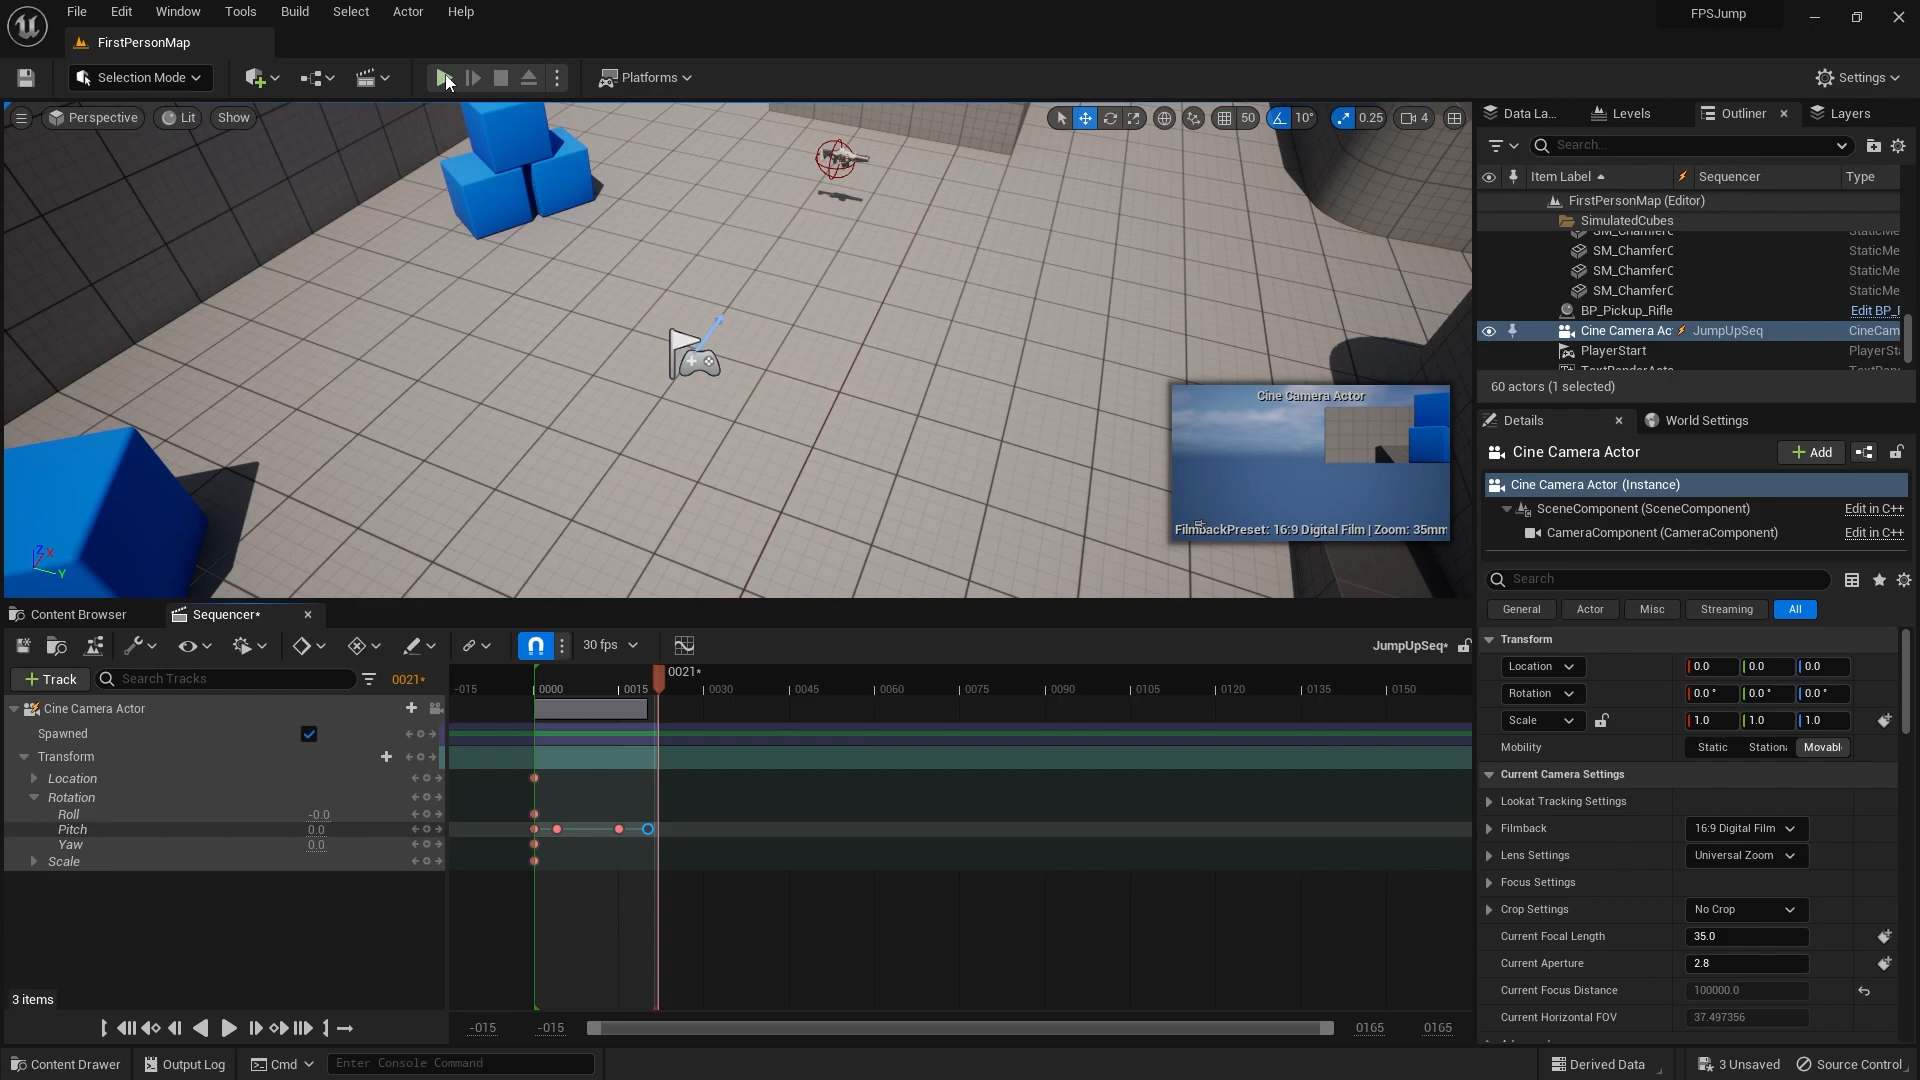 File Edit Window Tools Build Select Actor Help
FPSJump
FirstPersonMap
Selection Mode
Platforms
Settings
Perspective Lit Show
50 10° 0.25 4
Data La... Levels Outliner Layers
Search...
Item Label Sequencer Type
FirstPersonMap (Editor)
SimulatedCubes
SM_ChamferC StaticMe
SM_ChamferC StaticMe
SM_ChamferC StaticMe
SM_ChamferC StaticMe
BP_Pickup_Rifle Edit BP_
Cine Camera Ac JumpUpSeq CineCam
PlayerStart PlayerSta
60 actors (1 selected)
Cine Camera Actor
FilmbackPreset: 16:9 Digital Film | Zoom: 35mm
Z X Y
Details World Settings
Cine Camera Actor Add
Cine Camera Actor (Instance)
SceneComponent (SceneComponent) Edit in C++
CameraComponent (CameraComponent) Edit in C++
Search
General Actor Misc Streaming All
Transform
Location 0.0 0.0 0.0
Rotation 0.0 ° 0.0 ° 0.0 °
Scale 1.0 1.0 1.0
Mobility Static Stationa Movabl
Current Camera Settings
Lookat Tracking Settings
Filmback 16:9 Digital Film
Lens Settings Universal Zoom
Focus Settings
Crop Settings No Crop
Current Focal Length 35.0
Current Aperture 2.8
Current Focus Distance 100000.0
Current Horizontal FOV 37.497356
Content Browser Sequencer*
30 fps
JumpUpSeq*
Track Search Tracks 0021*
0021*
-015 0000 0015 0030 0045 0060 0075 0090 0105 0120 0135 0150
Cine Camera Actor
Spawned
Transform
Location
Rotation
Roll -0.0
Pitch 0.0
Yaw 0.0
Scale
3 items
-015 -015 0165 0165
Content Drawer Output Log Cmd Enter Console Command
Derived Data 3 Unsaved Source Control